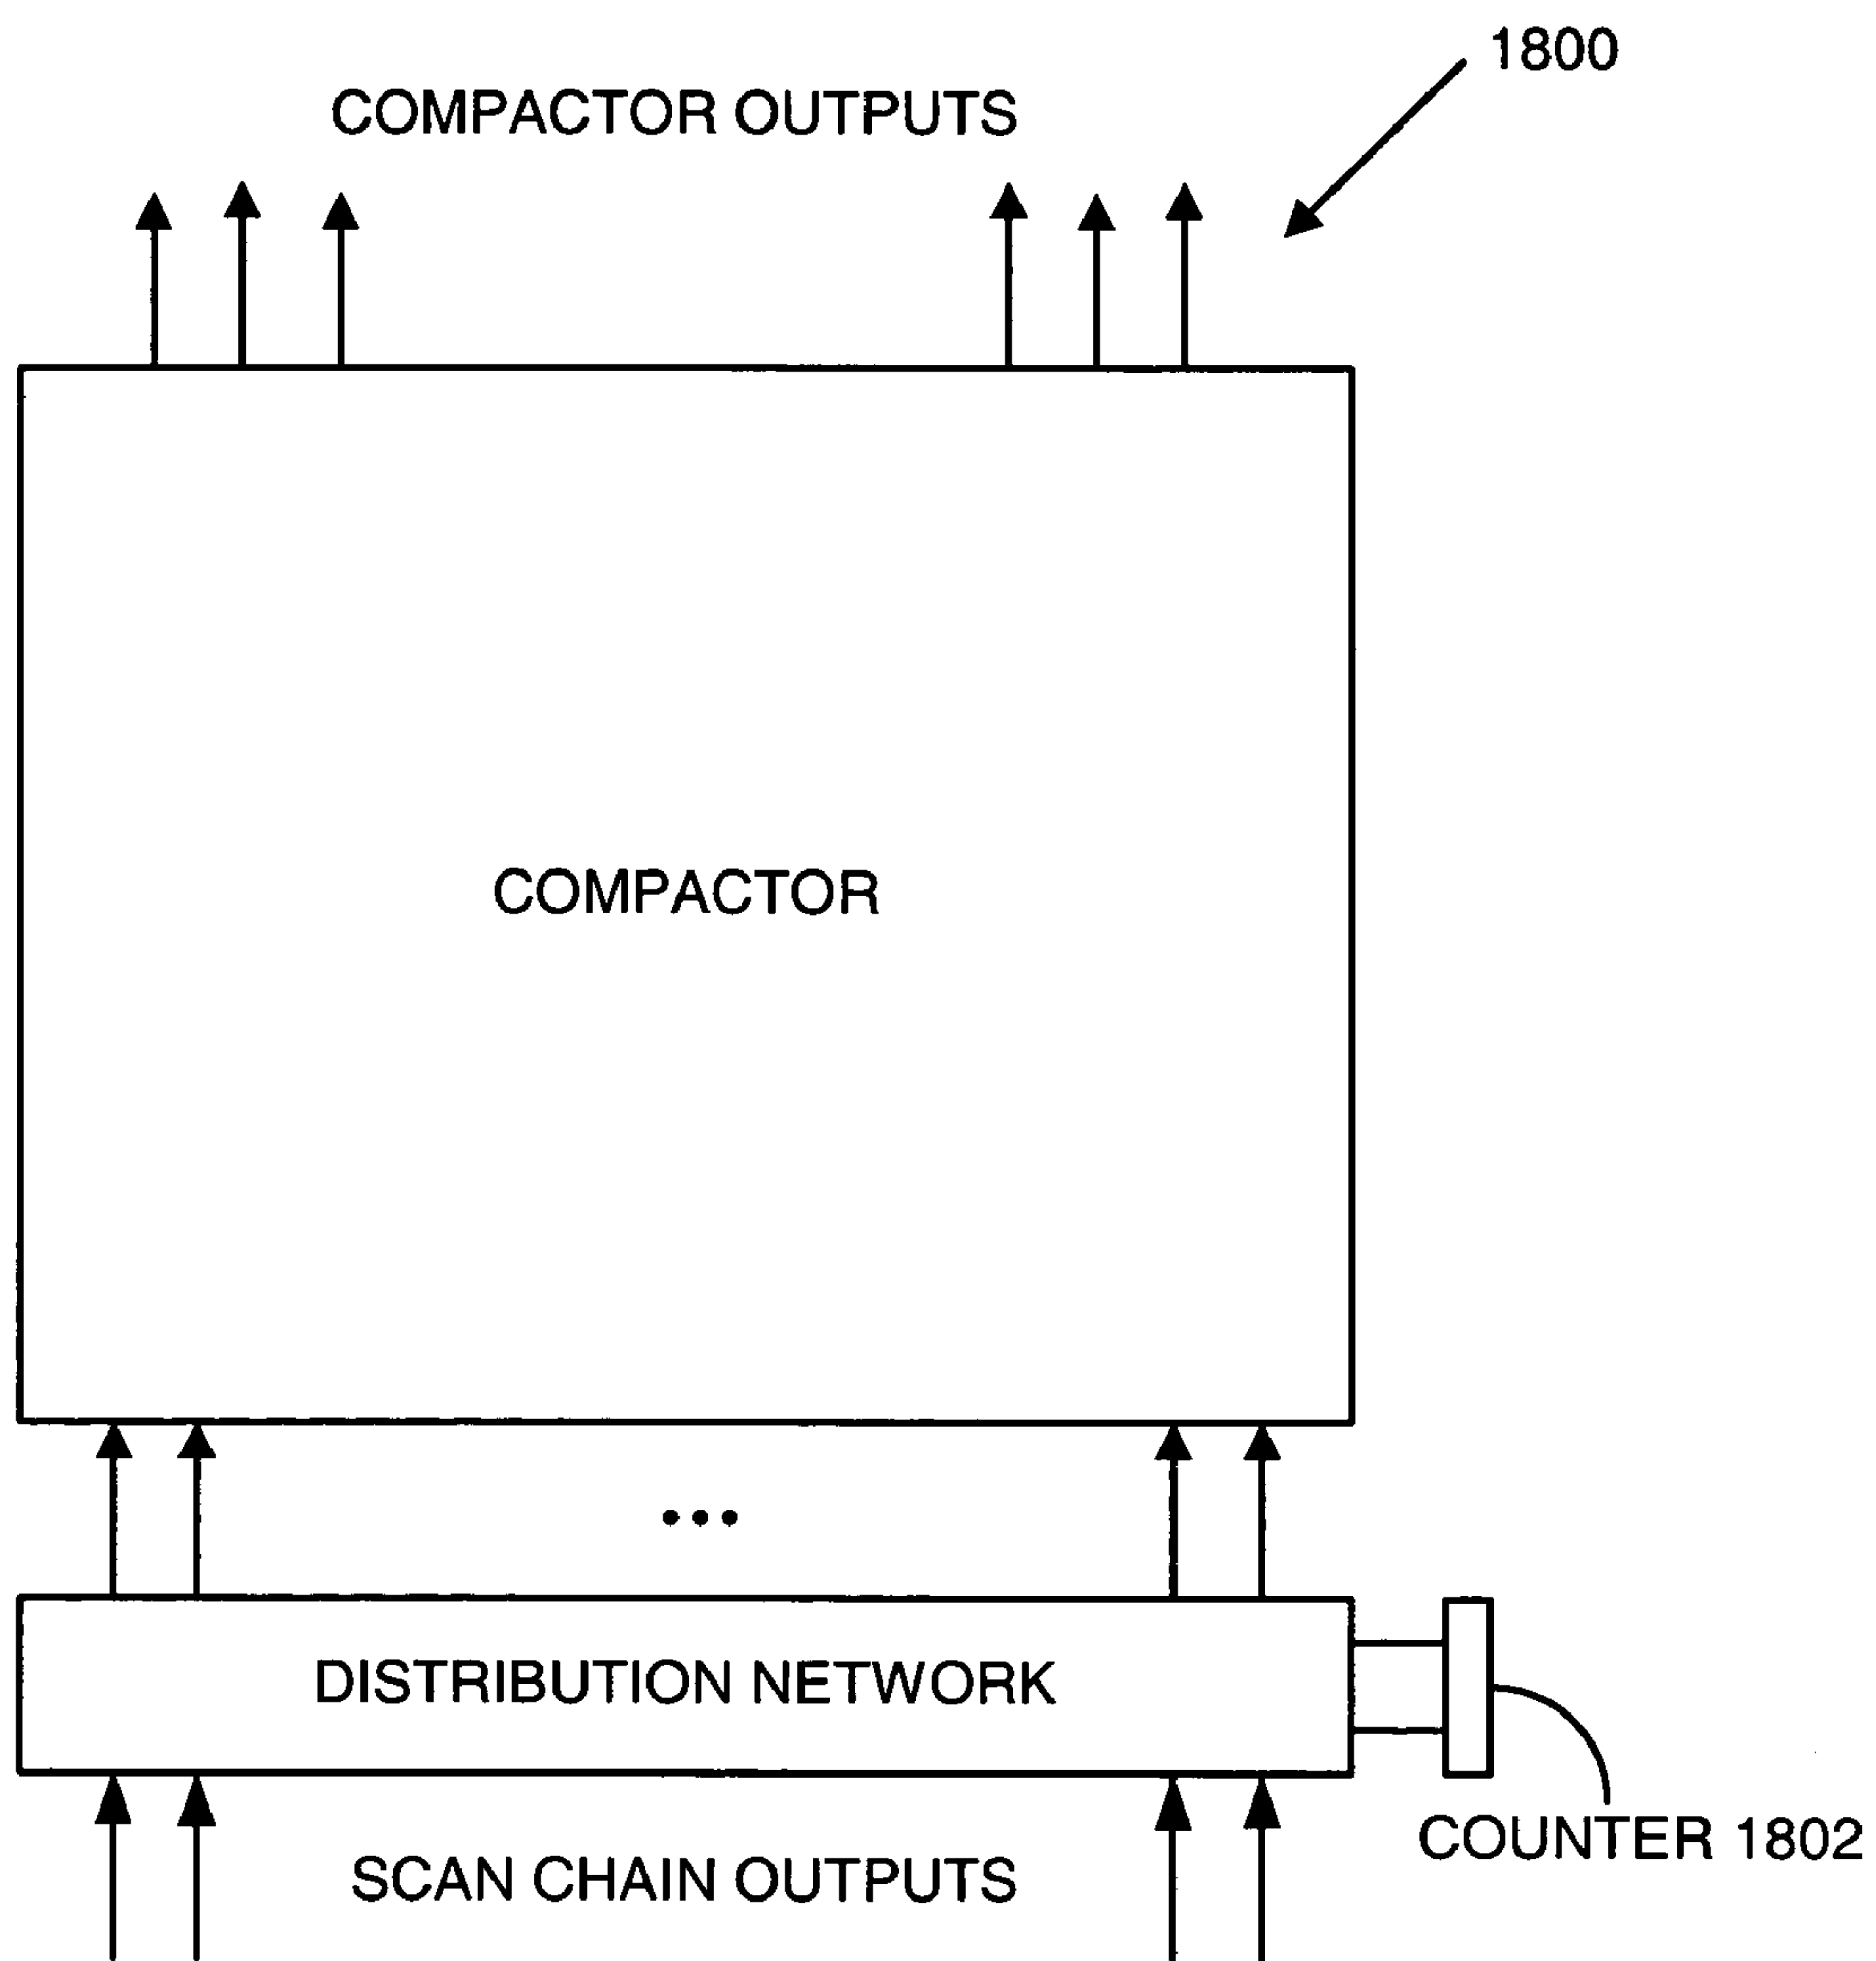 1800
COMPACTOR OUTPUTS
COMPACTOR
•••
DISTRIBUTION NETWORK
COUNTER 1802
SCAN CHAIN OUTPUTS